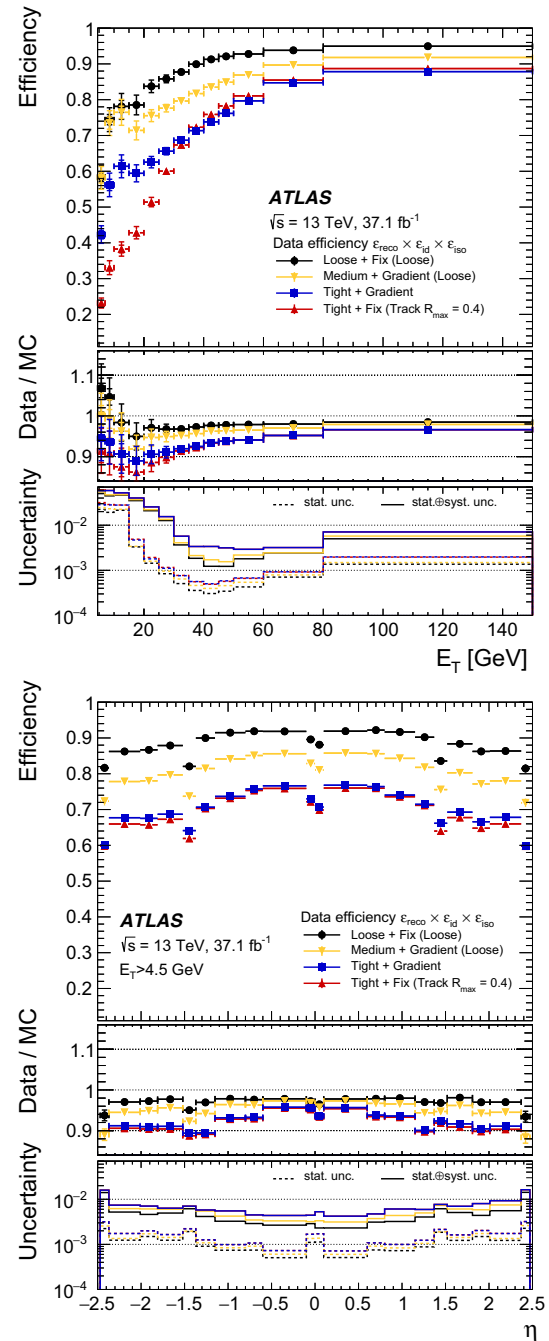 Efficiency
1
0.9
0.8
0.7
0.6
0.5
0.4
0.3
0.2
ATLAS
√s = 13 TeV, 37.1 fb⁻¹
Data efficiency ε_reco × ε_id × ε_iso
Loose + Fix (Loose)
Medium + Gradient (Loose)
Tight + Gradient
Tight + Fix (Track R_max = 0.4)
Data / MC
1.1
1
0.9
Uncertainty
10⁻²
10⁻³
10⁻⁴
stat. unc.
stat.⊕syst. unc.
20 40 60 80 100 120 140
E_T [GeV]
Efficiency
1
0.9
0.8
0.7
0.6
0.5
0.4
0.3
0.2
ATLAS
√s = 13 TeV, 37.1 fb⁻¹
E_T>4.5 GeV
Data efficiency ε_reco × ε_id × ε_iso
Loose + Fix (Loose)
Medium + Gradient (Loose)
Tight + Gradient
Tight + Fix (Track R_max = 0.4)
Data / MC
1.1
1
0.9
Uncertainty
10⁻²
10⁻³
10⁻⁴
stat. unc.
stat.⊕syst. unc.
−2.5 −2 −1.5 −1 −0.5 0 0.5 1 1.5 2 2.5
η